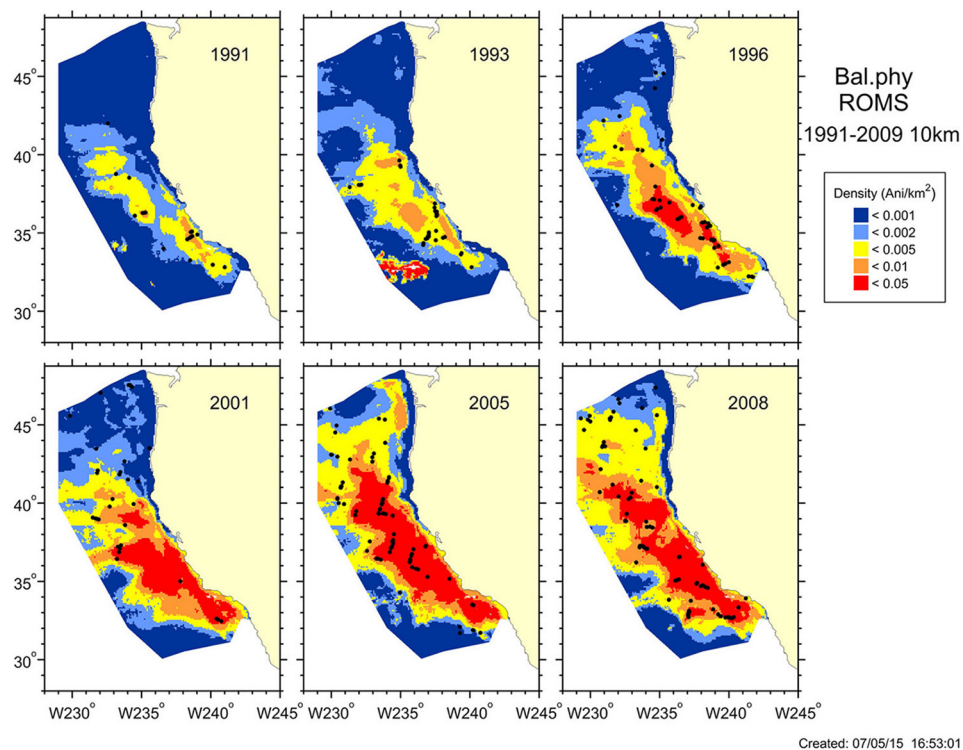 1991
1993
1996
45°
40°
35°
30°
Bal.phy
ROMS
1991-2009 10km
Density (Ani/km²)
< 0.001
< 0.002
< 0.005
< 0.01
< 0.05
2001
2005
2008
45°
40°
35°
30°
W230° W235° W240° W245°
W230° W235° W240° W245°
W230° W235° W240° W245°
Created: 07/05/15 16:53:01